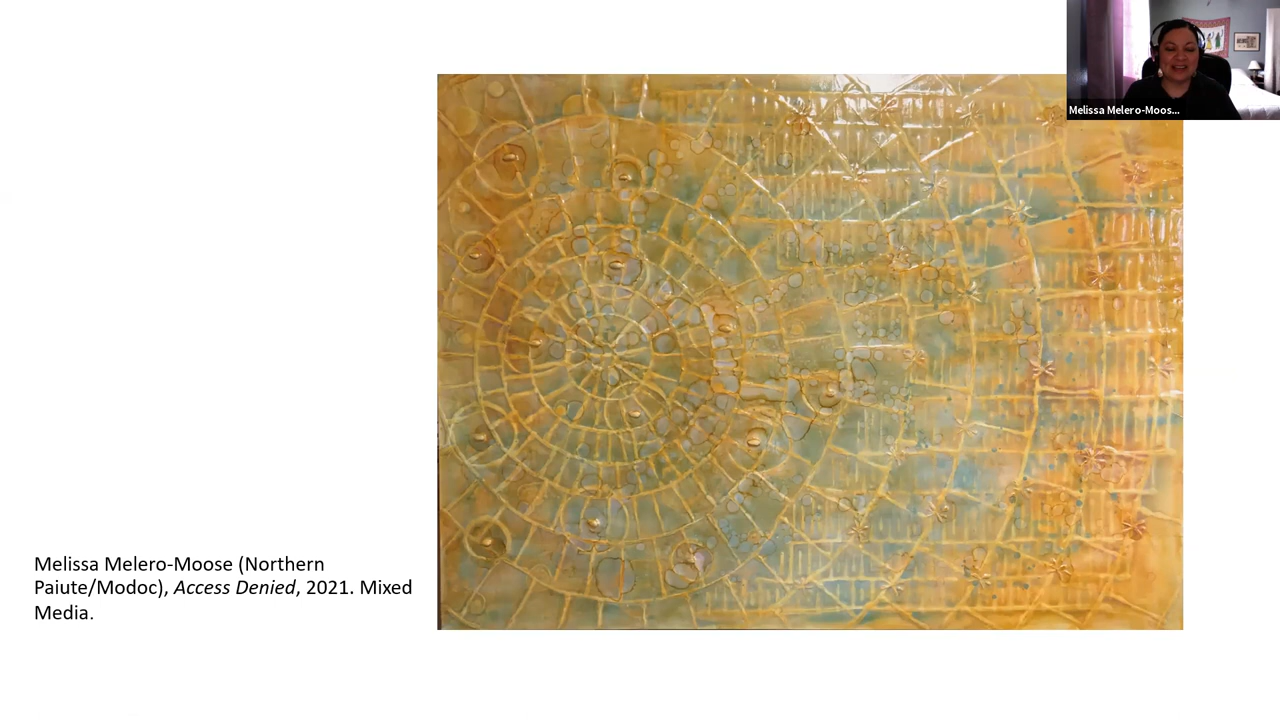 Melissa Melero-Moos...
Melissa Melero-Moose (Northern
Paiute/Modoc), Access Denied, 2021. Mixed
Media.